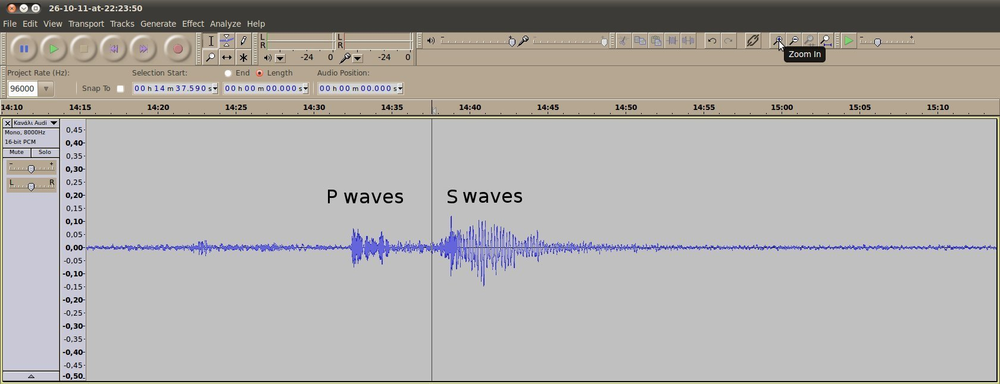 26-10-11-at-22:23:50
File Edit View Transport Tracks Generate Effect Analyze Help
L R -24 0 L R -24 0
Zoom In
Project Rate (Hz): Selection Start: End Length Audio Position:
96000 Snap To 00 h 14 m 37.590 s 00 h 00 m 00.000 s 00 h 00 m 00.000 s
14:10 14:15 14:20 14:25 14:30 14:35 14:40 14:45 14:50 14:55 15:00 15:05 15:10
Κανάλι Audi
Mono, 8000Hz
16-bit PCM
Mute Solo
- +
L R
0,45
0,40
0,35
0,30
0,25
0,20
0,15
0,10
0,05
0,00
-0,05
-0,10
-0,15
-0,20
-0,25
-0,30
-0,35
-0,40
-0,45
-0,50
P waves S waves